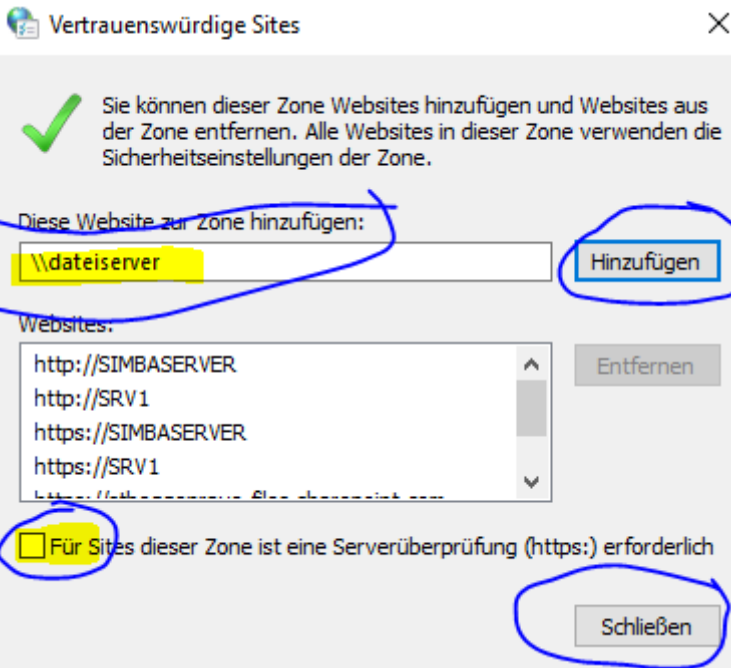 Vertrauenswürdige Sites
Sie können dieser Zone Websites hinzufügen und Websites aus
der Zone entfernen. Alle Websites in dieser Zone verwenden die
Sicherheitseinstellungen der Zone.
Diese Website zur Zone hinzufügen:
\\dateiserver
Hinzufügen
Websites:
http://SIMBASERVER
Entfernen
http://SRV1
https://SIMBASERVER
https://SRV1
Für Sites dieser Zone ist eine Serverüberprüfung (https:) erforderlich
Schließen